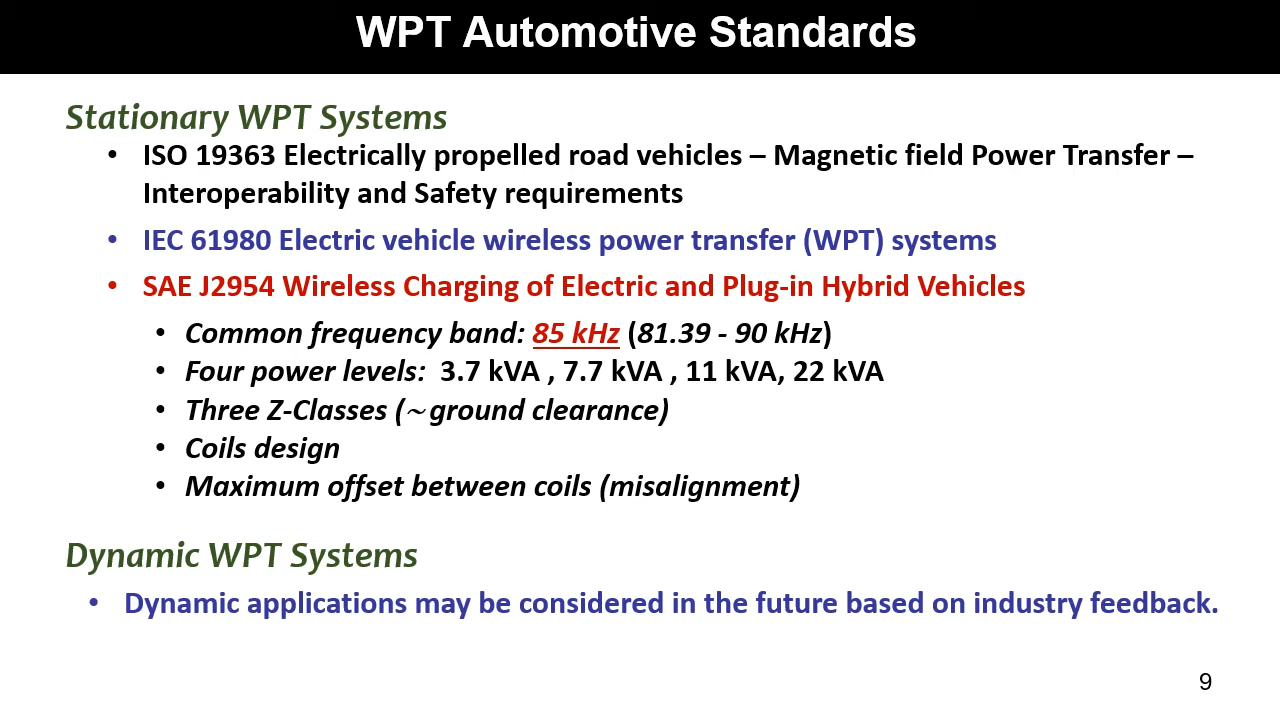 WPT Automotive Standards
Stationary WPT Systems
• ISO 19363 Electrically propelled road vehicles – Magnetic field Power Transfer –
Interoperability and Safety requirements
• IEC 61980 Electric vehicle wireless power transfer (WPT) systems
• SAE J2954 Wireless Charging of Electric and Plug-in Hybrid Vehicles
• Common frequency band: 85 kHz (81.39 - 90 kHz)
• Four power levels: 3.7 kVA , 7.7 kVA , 11 kVA, 22 kVA
• Three Z-Classes (~ground clearance)
• Coils design
• Maximum offset between coils (misalignment)
Dynamic WPT Systems
• Dynamic applications may be considered in the future based on industry feedback.
9